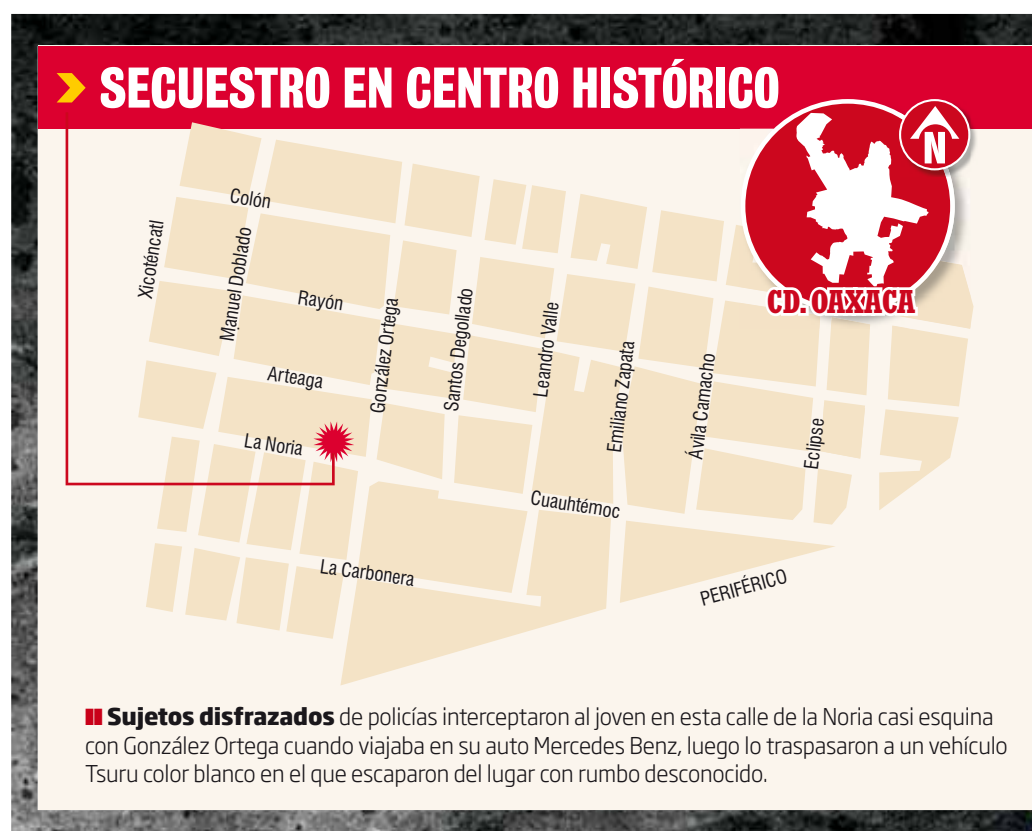 SECUESTRO EN CENTRO HISTÓRICO
N
CD. OAXACA
Colón
Xicoténcatl
Manuel Doblado
Rayón
González Ortega
Santos Degollado
Leandro Valle
Emiliano Zapata
Ávila Camacho
Eclipse
Arteaga
La Noria
Cuauhtémoc
La Carbonera
PERIFÉRICO
Sujetos disfrazados de policías interceptaron al joven en esta calle de la Noria casi esquina
con González Ortega cuando viajaba en su auto Mercedes Benz, luego lo traspasaron a un vehículo
Tsuru color blanco en el que escaparon del lugar con rumbo desconocido.